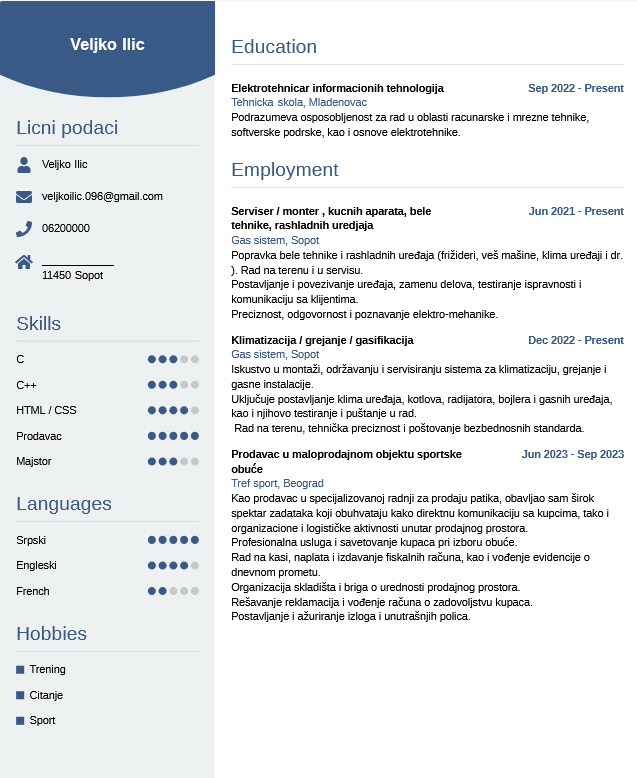 Veljko Ilic
Licni podaci
Veljko Ilic
veljkoilic.096@gmail.com
06200000
____________
11450 Sopot
Skills
C
C++
HTML / CSS
Prodavac
Majstor
Languages
Srpski
Engleski
French
Hobbies
Trening
Citanje
Sport
Education
Elektrotehnicar informacionih tehnologija Sep 2022 - Present
Tehnicka skola, Mladenovac
Podrazumeva osposobljenost za rad u oblasti racunarske i mrezne tehnike,
softverske podrske, kao i osnove elektrotehnike.
Employment
Serviser / monter , kucnih aparata, bele Jun 2021 - Present
tehnike, rashladnih uredjaja
Gas sistem, Sopot
Popravka bele tehnike i rashladnih uređaja (frižideri, veš mašine, klima uređaji i dr.
). Rad na terenu i u servisu.
Postavljanje i povezivanje uređaja, zamenu delova, testiranje ispravnosti i
komunikaciju sa klijentima.
Preciznost, odgovornost i poznavanje elektro-mehanike.
Klimatizacija / grejanje / gasifikacija Dec 2022 - Present
Gas sistem, Sopot
Iskustvo u montaži, održavanju i servisiranju sistema za klimatizaciju, grejanje i
gasne instalacije.
Uključuje postavljanje klima uređaja, kotlova, radijatora, bojlera i gasnih uređaja,
kao i njihovo testiranje i puštanje u rad.
Rad na terenu, tehnička preciznost i poštovanje bezbednosnih standarda.
Prodavac u maloprodajnom objektu sportske Jun 2023 - Sep 2023
obuće
Tref sport, Beograd
Kao prodavac u specijalizovanoj radnji za prodaju patika, obavljao sam širok
spektar zadataka koji obuhvataju kako direktnu komunikaciju sa kupcima, tako i
organizacione i logističke aktivnosti unutar prodajnog prostora.
Profesionalna usluga i savetovanje kupaca pri izboru obuće.
Rad na kasi, naplata i izdavanje fiskalnih računa, kao i vođenje evidencije o
dnevnom prometu.
Organizacija skladišta i briga o urednosti prodajnog prostora.
Rešavanje reklamacija i vođenje računa o zadovoljstvu kupaca.
Postavljanje i ažuriranje izloga i unutrašnjih polica.